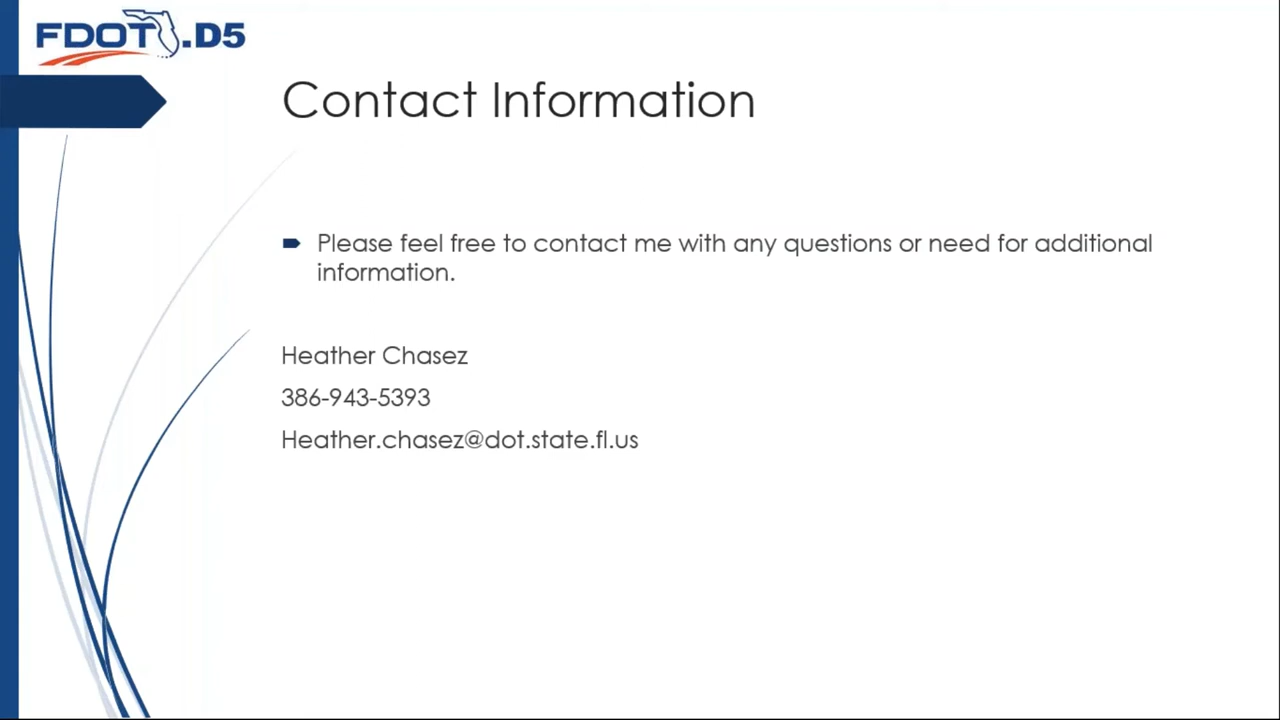 FDOT.D5
Contact Information
Please feel free to contact me with any questions or need for additional
information.
Heather Chasez
386-943-5393
Heather.chasez@dot.state.fl.us